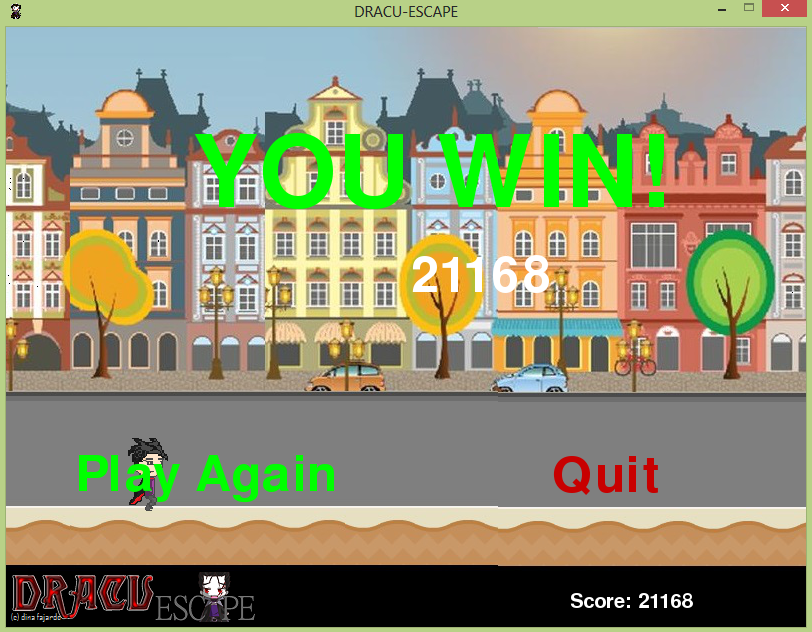 DRACU-ESCAPE
YOU WIN!
21168
Play Again
Quit
DRACU
ESCAPE
(c) dina fajardo
Score: 21168